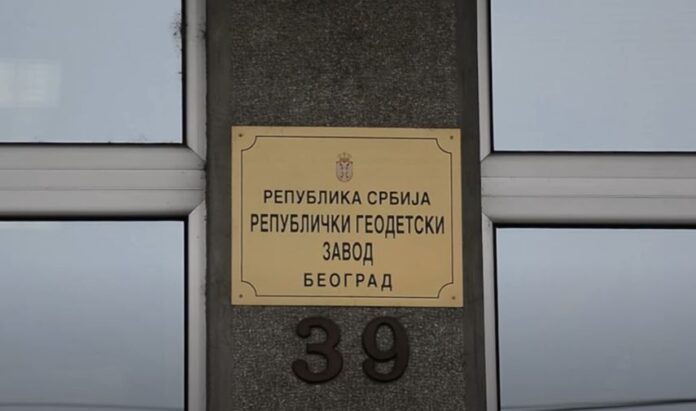 РЕПУБЛИКА СРБИЈА
РЕПУБЛИЧКИ ГЕОДЕТСКИ
ЗАВОД
БЕОГРАД
39